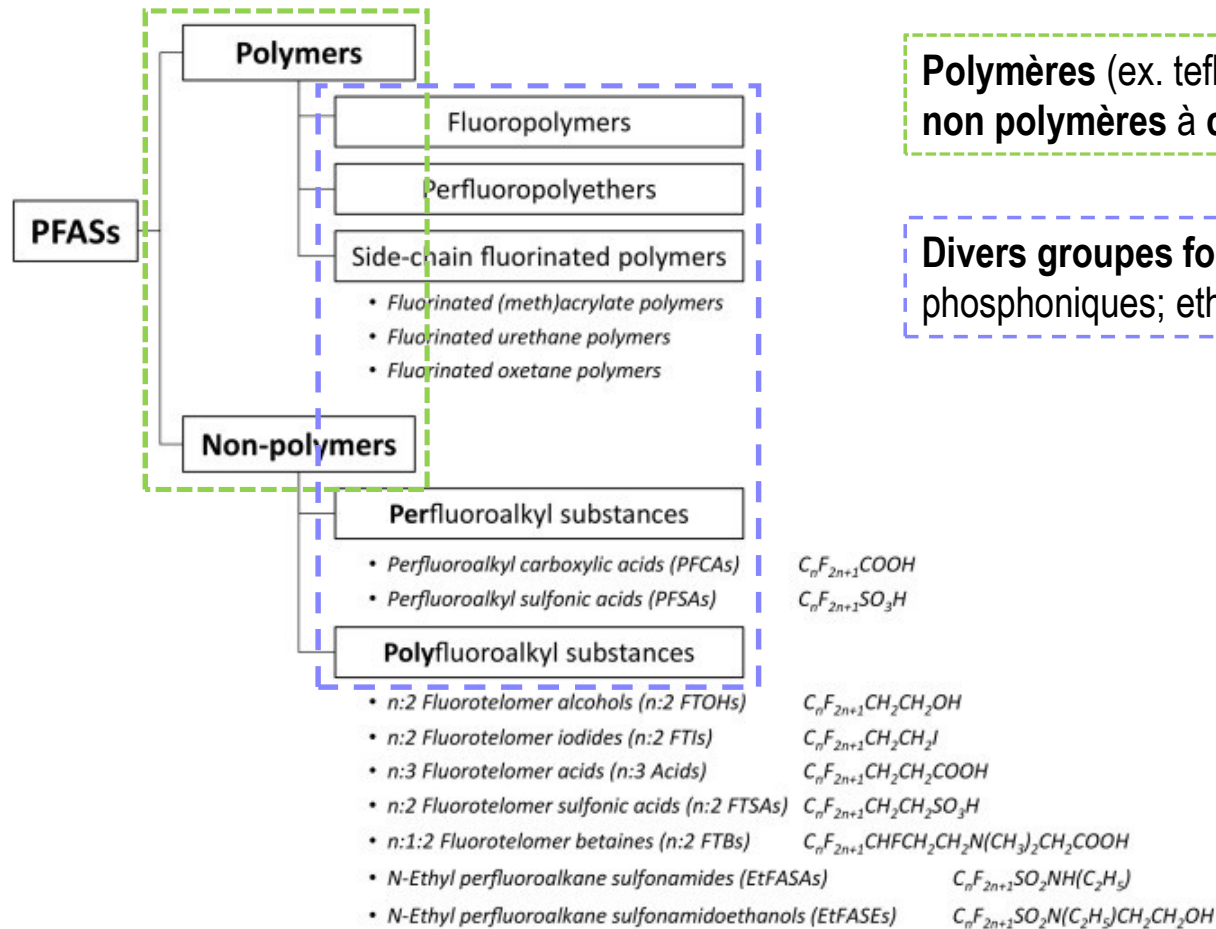 Polymers
Fluoropolymers
Perfluoropolyethers
PFASs
Side-chain fluorinated polymers
• Fluorinated (meth)acrylate polymers
• Fluorinated urethane polymers
• Fluorinated oxetane polymers
Non-polymers
Perfluoroalkyl substances
• Perfluoroalkyl carboxylic acids (PFCAs) CₙF₂ₙ₊₁COOH
• Perfluoroalkyl sulfonic acids (PFSAs) CₙF₂ₙ₊₁SO₃H
Polyfluoroalkyl substances
• n:2 Fluorotelomer alcohols (n:2 FTOHs) CₙF₂ₙ₊₁CH₂CH₂OH
• n:2 Fluorotelomer iodides (n:2 FTIs) CₙF₂ₙ₊₁CH₂CH₂I
• n:3 Fluorotelomer acids (n:3 Acids) CₙF₂ₙ₊₁CH₂CH₂COOH
• n:2 Fluorotelomer sulfonic acids (n:2 FTSAs) CₙF₂ₙ₊₁CH₂CH₂SO₃H
• n:1:2 Fluorotelomer betaines (n:2 FTBs) CₙF₂ₙ₊₁CHFCH₂CH₂N(CH₃)₂CH₂COOH
• N-Ethyl perfluoroalkane sulfonamides (EtFASAs) CₙF₂ₙ₊₁SO₂NH(C₂H₅)
• N-Ethyl perfluoroalkane sulfonamidoethanols (EtFASEs) CₙF₂ₙ₊₁SO₂N(C₂H₅)CH₂CH₂OH
Polymères (ex. tef
non polymères à
Divers groupes fo
phosphoniques; eth